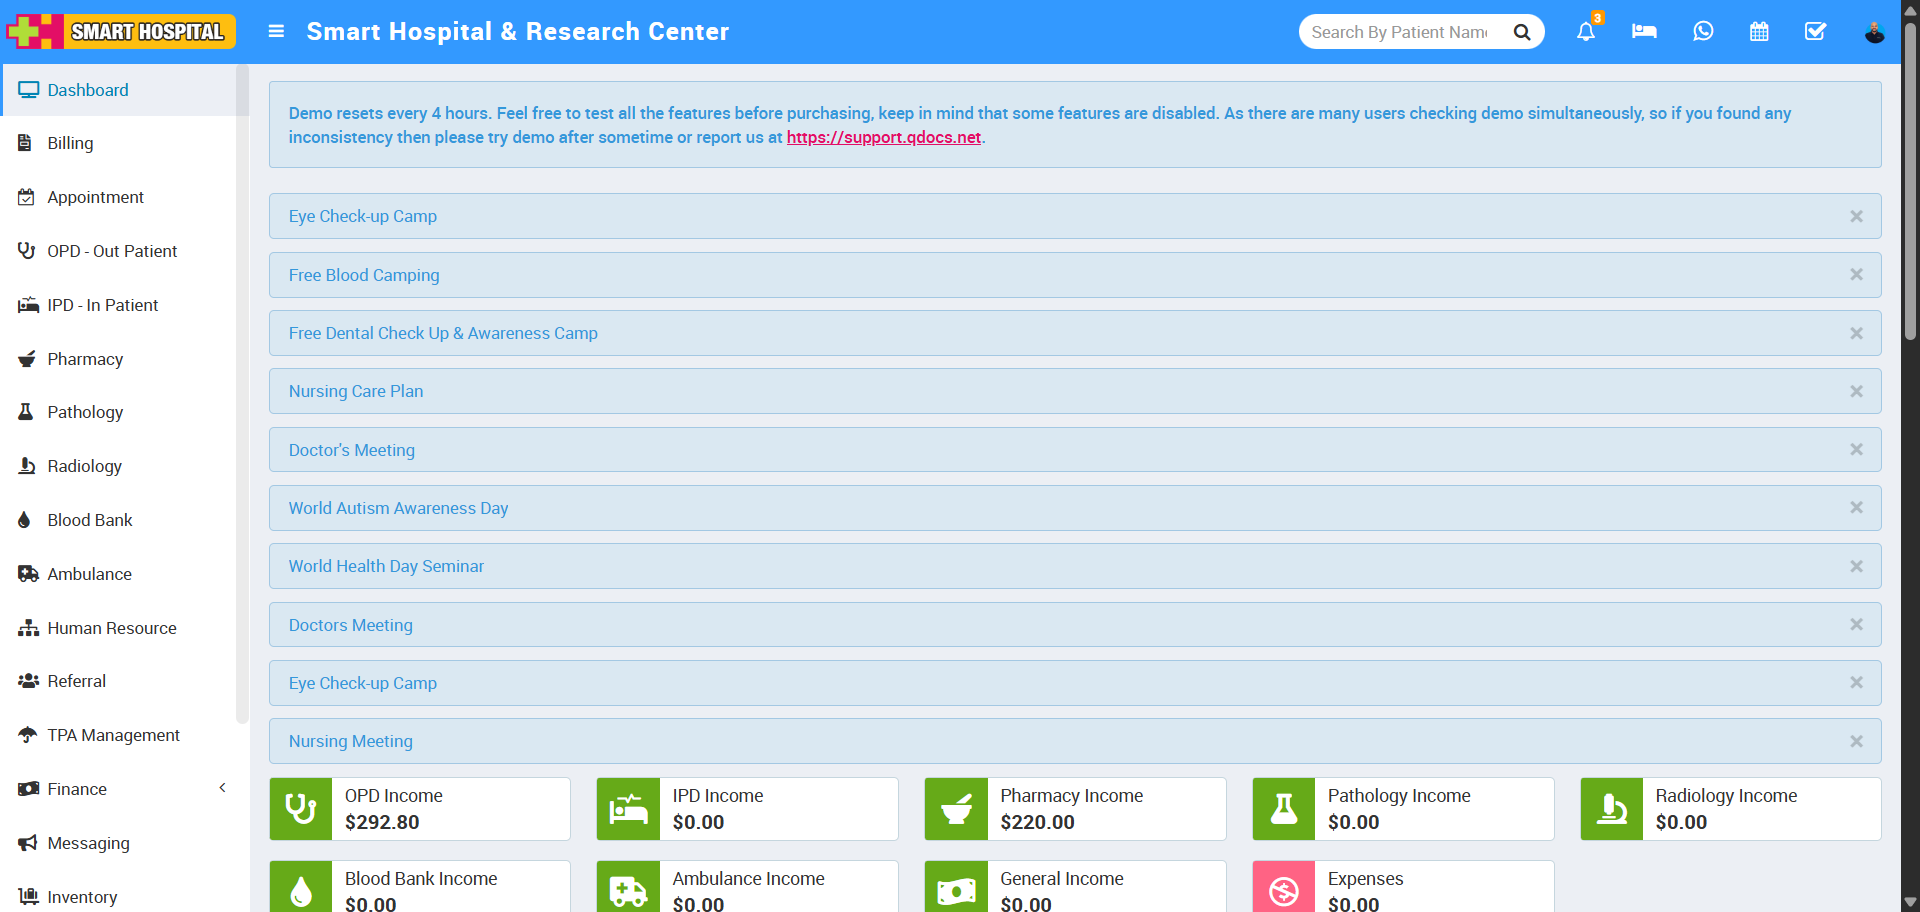 SMART HOSPITAL
Smart Hospital & Research Center
Search By Patient Name
3
Dashboard
Billing
Appointment
OPD - Out Patient
IPD - In Patient
Pharmacy
Pathology
Radiology
Blood Bank
Ambulance
Human Resource
Referral
TPA Management
Finance
Messaging
Inventory
Demo resets every 4 hours. Feel free to test all the features before purchasing, keep in mind that some features are disabled. As there are many users checking demo simultaneously, so if you found any
inconsistency then please try demo after sometime or report us at https://support.qdocs.net.
Eye Check-up Camp
Free Blood Camping
Free Dental Check Up & Awareness Camp
Nursing Care Plan
Doctor's Meeting
World Autism Awareness Day
World Health Day Seminar
Doctors Meeting
Eye Check-up Camp
Nursing Meeting
OPD Income
$292.80
IPD Income
$0.00
Pharmacy Income
$220.00
Pathology Income
$0.00
Radiology Income
$0.00
Blood Bank Income
$0.00
Ambulance Income
$0.00
General Income
$0.00
Expenses
$0.00